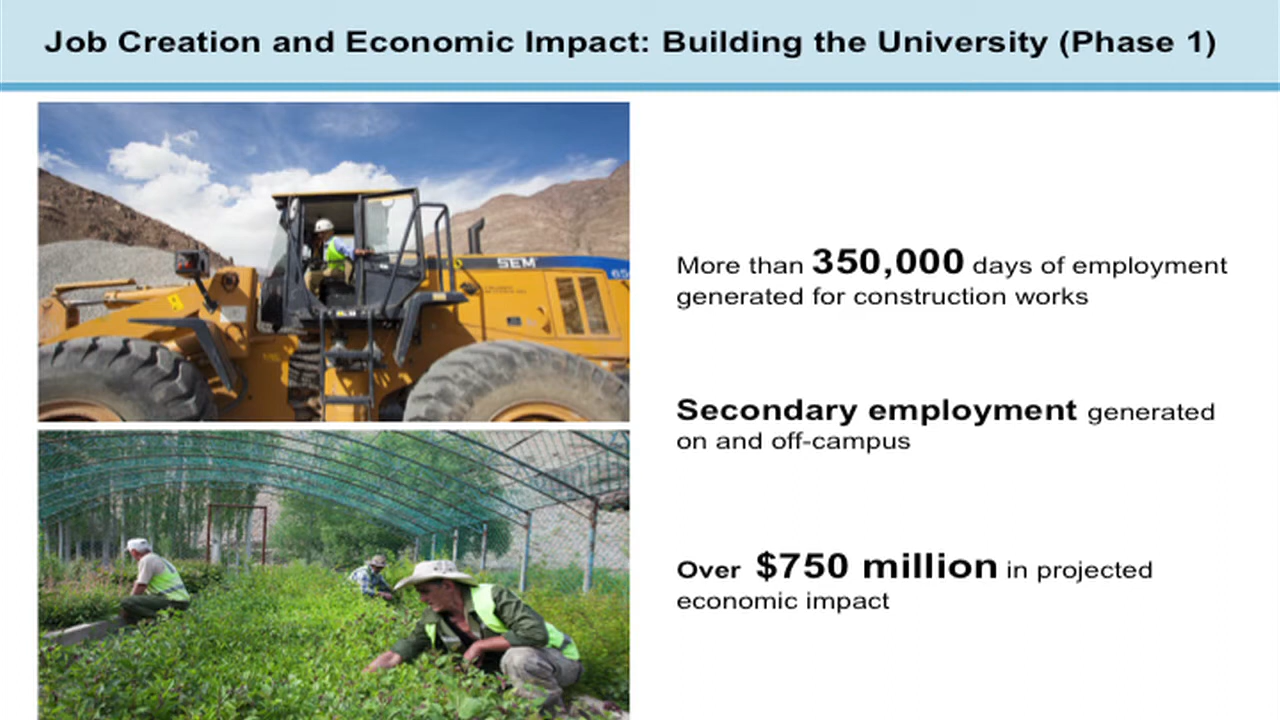 Job Creation and Economic Impact: Building the University (Phase 1)
SEM
65
More than 350,000 days of employment
generated for construction works
Secondary employment generated
on and off-campus
Over $750 million in projected
economic impact